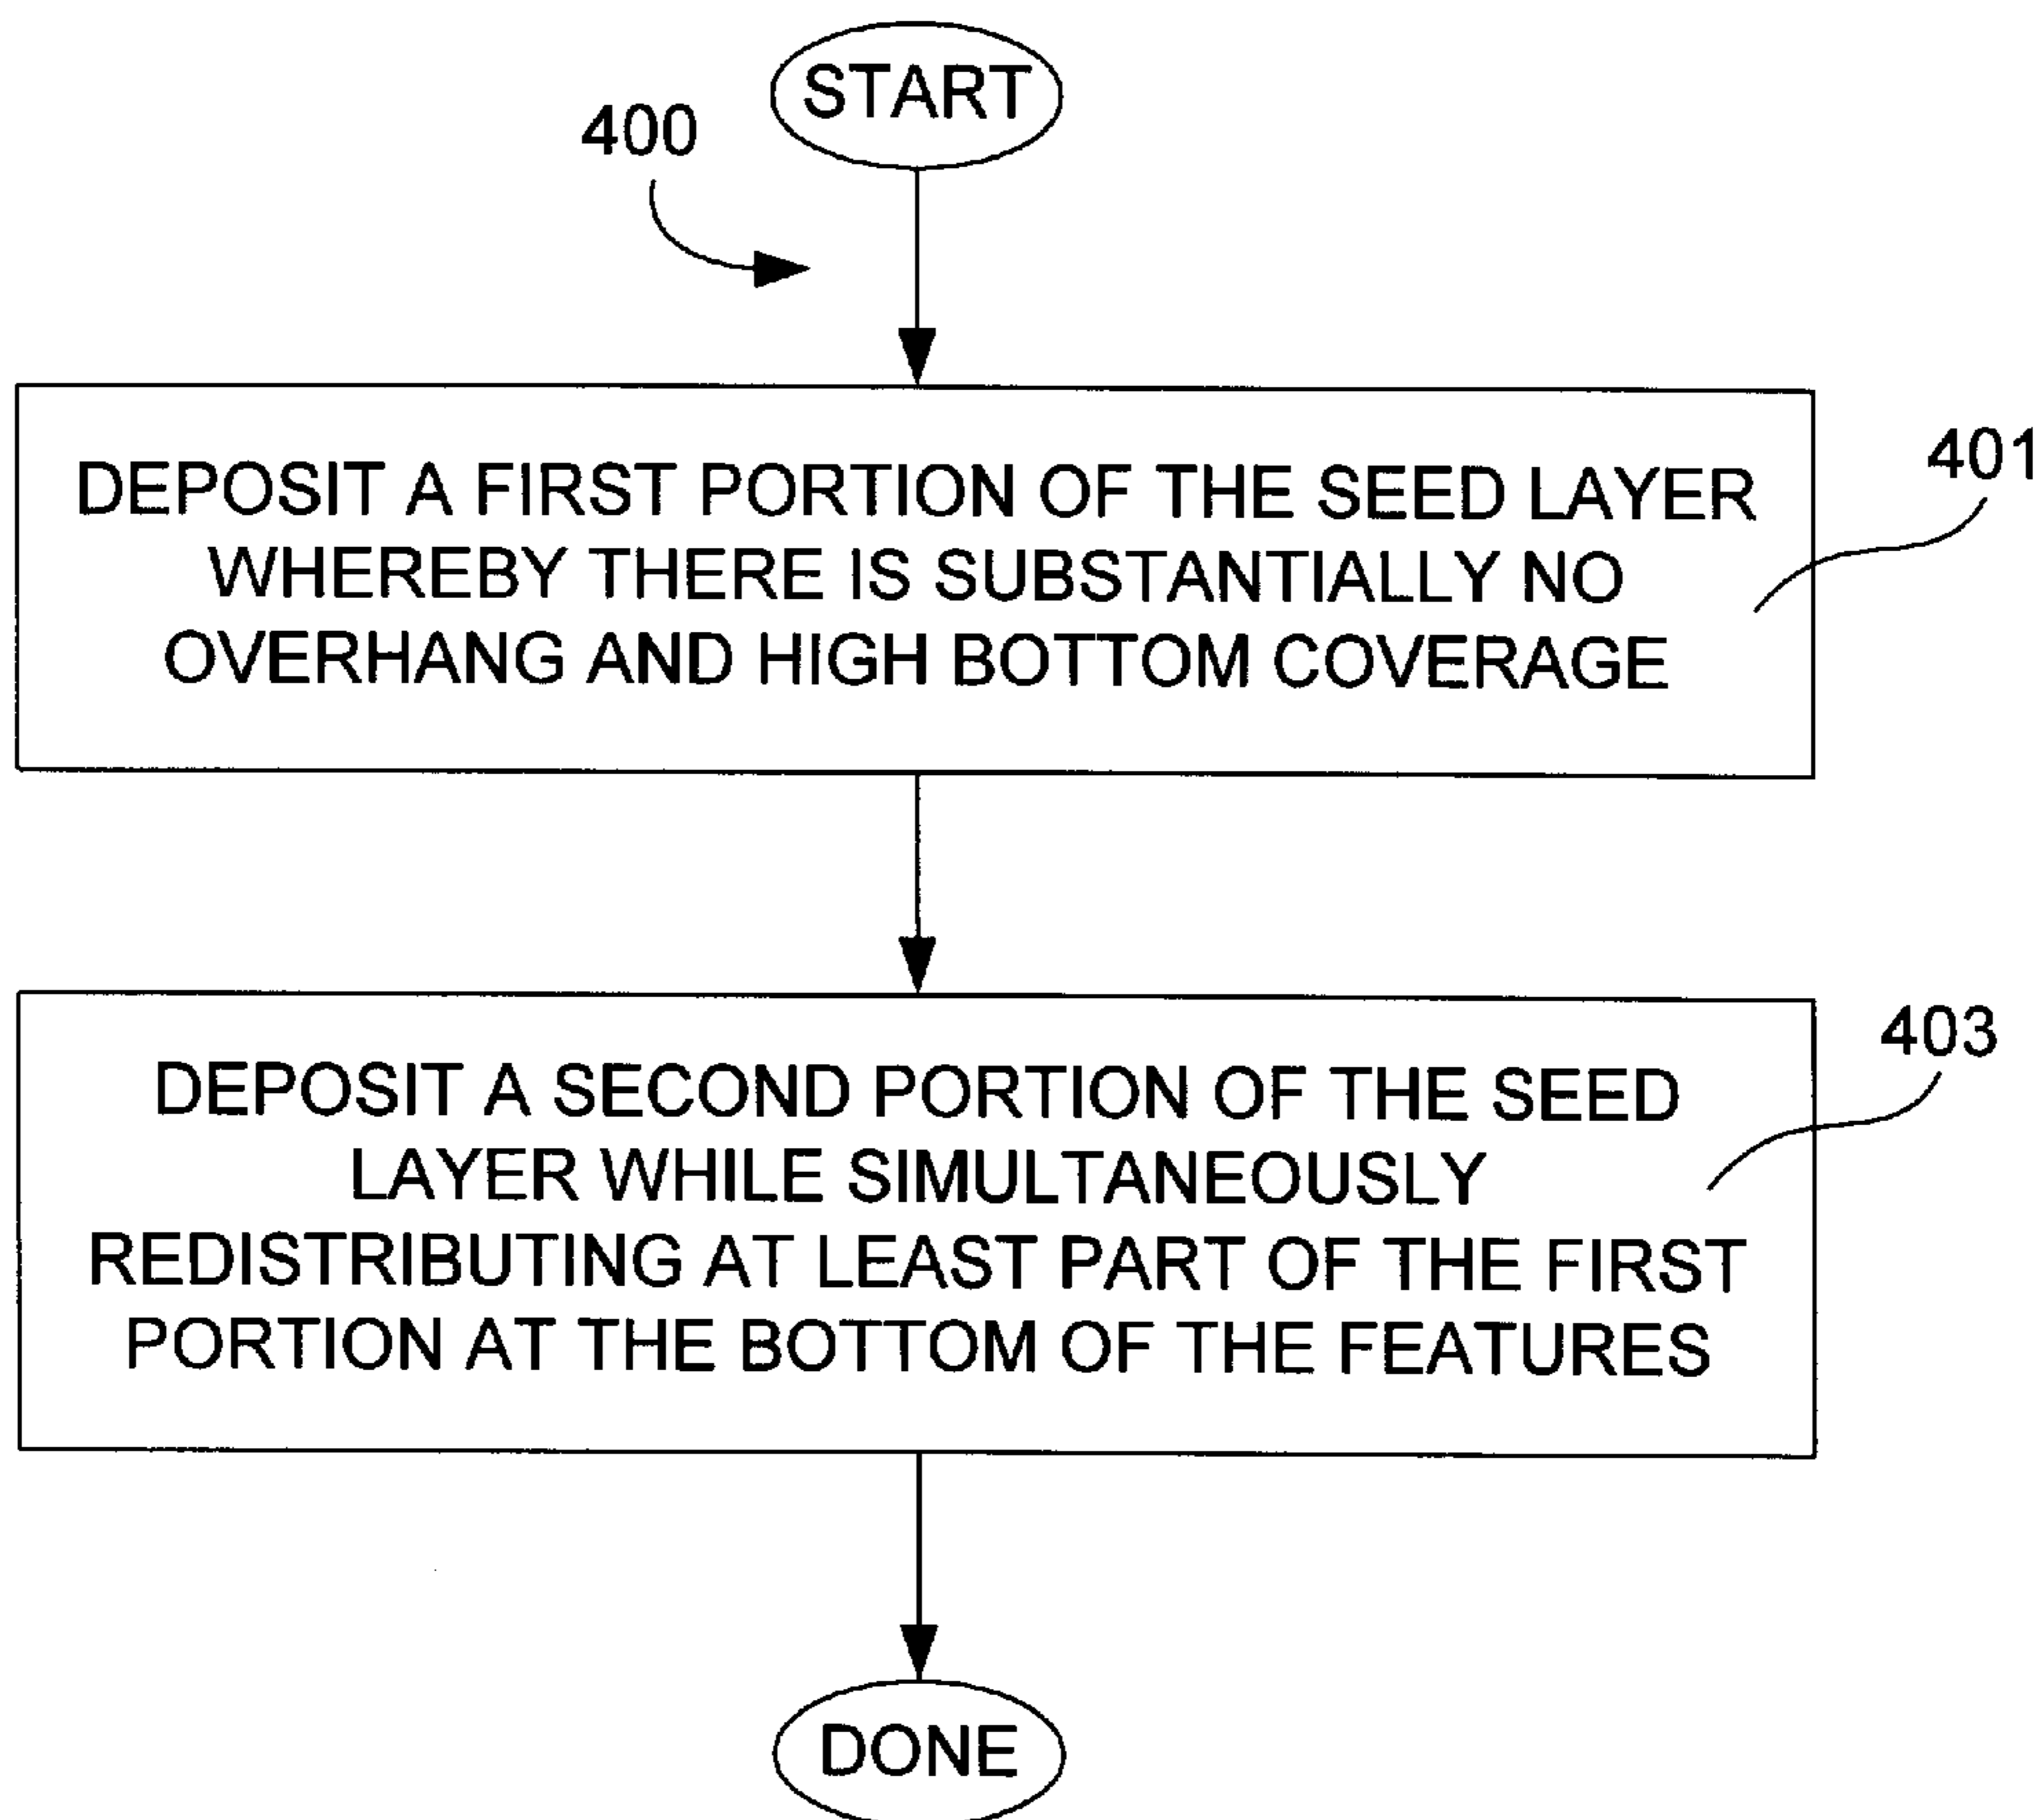 START
400
DEPOSIT A FIRST PORTION OF THE SEED LAYER
WHEREBY THERE IS SUBSTANTIALLY NO
OVERHANG AND HIGH BOTTOM COVERAGE
401
DEPOSIT A SECOND PORTION OF THE SEED
LAYER WHILE SIMULTANEOUSLY
REDISTRIBUTING AT LEAST PART OF THE FIRST
PORTION AT THE BOTTOM OF THE FEATURES
403
DONE